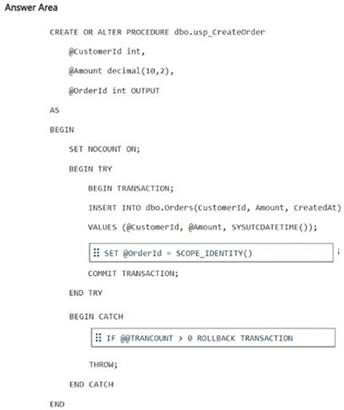 Answer Area
CREATE OR ALTER PROCEDURE dbo.usp_CreateOrder
@CustomerId int,
@Amount decimal(10,2),
@OrderId int OUTPUT
AS
BEGIN
SET NOCOUNT ON;
BEGIN TRY
BEGIN TRANSACTION;
INSERT INTO dbo.Orders(CustomerId, Amount, CreatedAt)
VALUES (@CustomerId, @Amount, SYSUTCDATETIME());
SET @OrderId = SCOPE_IDENTITY() ;
COMMIT TRANSACTION;
END TRY
BEGIN CATCH
IF @@TRANCOUNT > 0 ROLLBACK TRANSACTION
THROW;
END CATCH
END